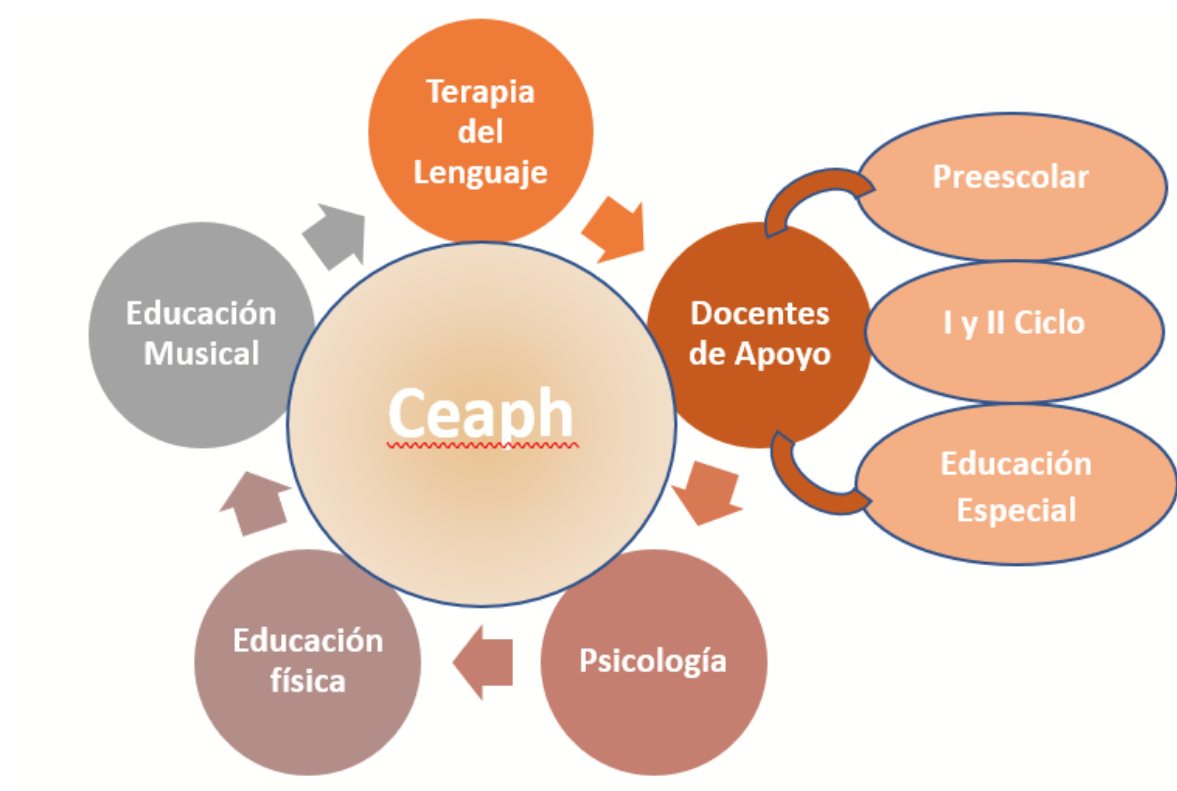 Terapia
del
Lenguaje
Docentes
de Apoyo
Preescolar
I y II Ciclo
Educación
Especial
Psicología
Educación
física
Educación
Musical
Ceaph